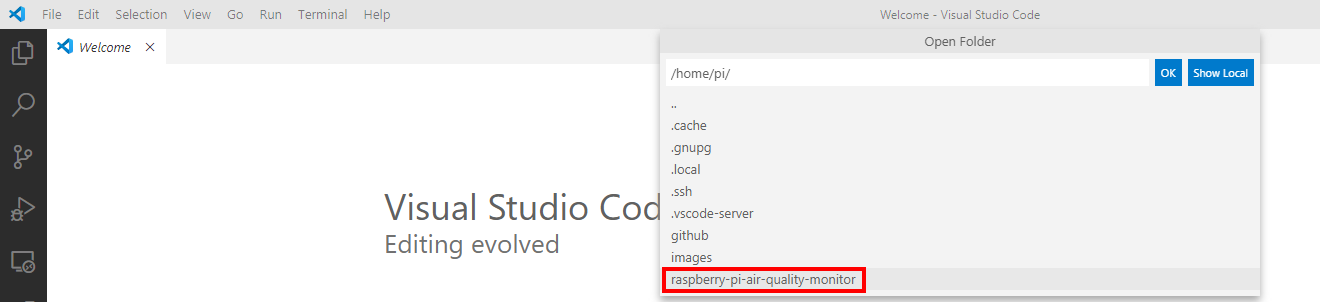 File Edit Selection View Go Run Terminal Help Welcome - Visual Studio Code
Welcome
Open Folder
/home/pi/ OK Show Local
..
.cache
.gnupg
.local
.ssh
.vscode-server
github
images
raspberry-pi-air-quality-monitor
Visual Studio Cod
Editing evolved